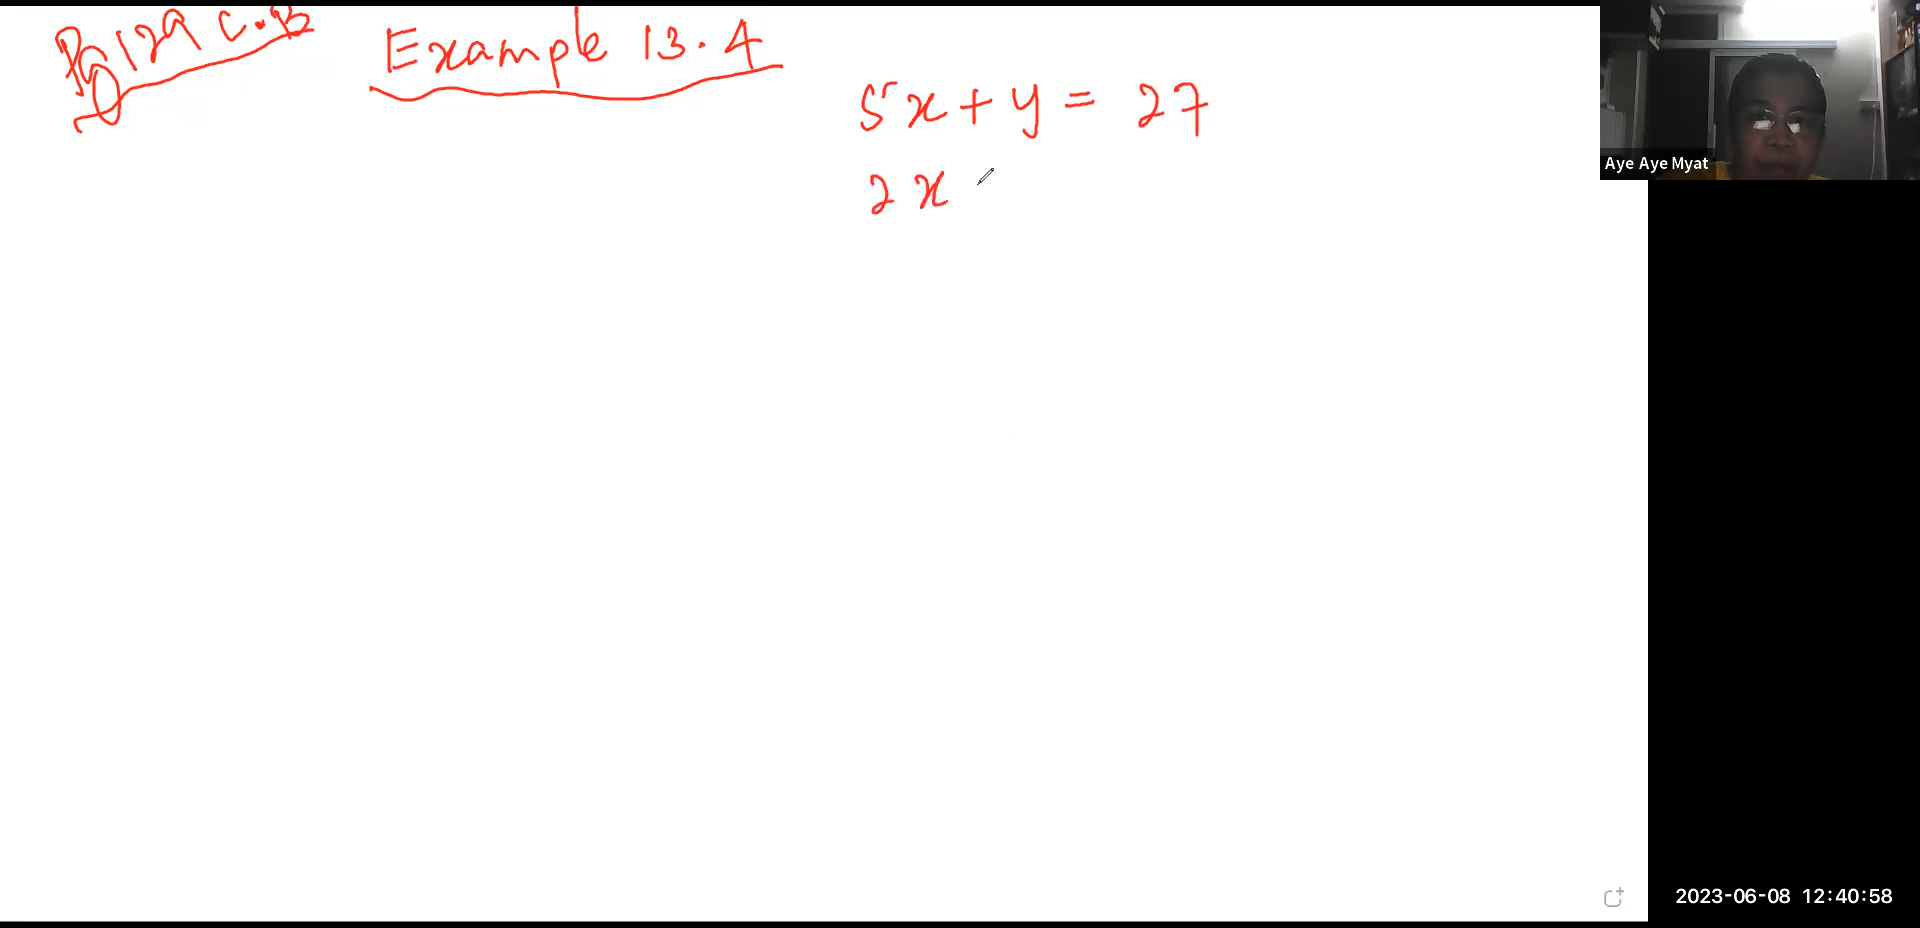 Pg 129 C.B
Example 13.4
5x + y = 27
2x
Aye Aye Myat
2023-06-08 12:40:58